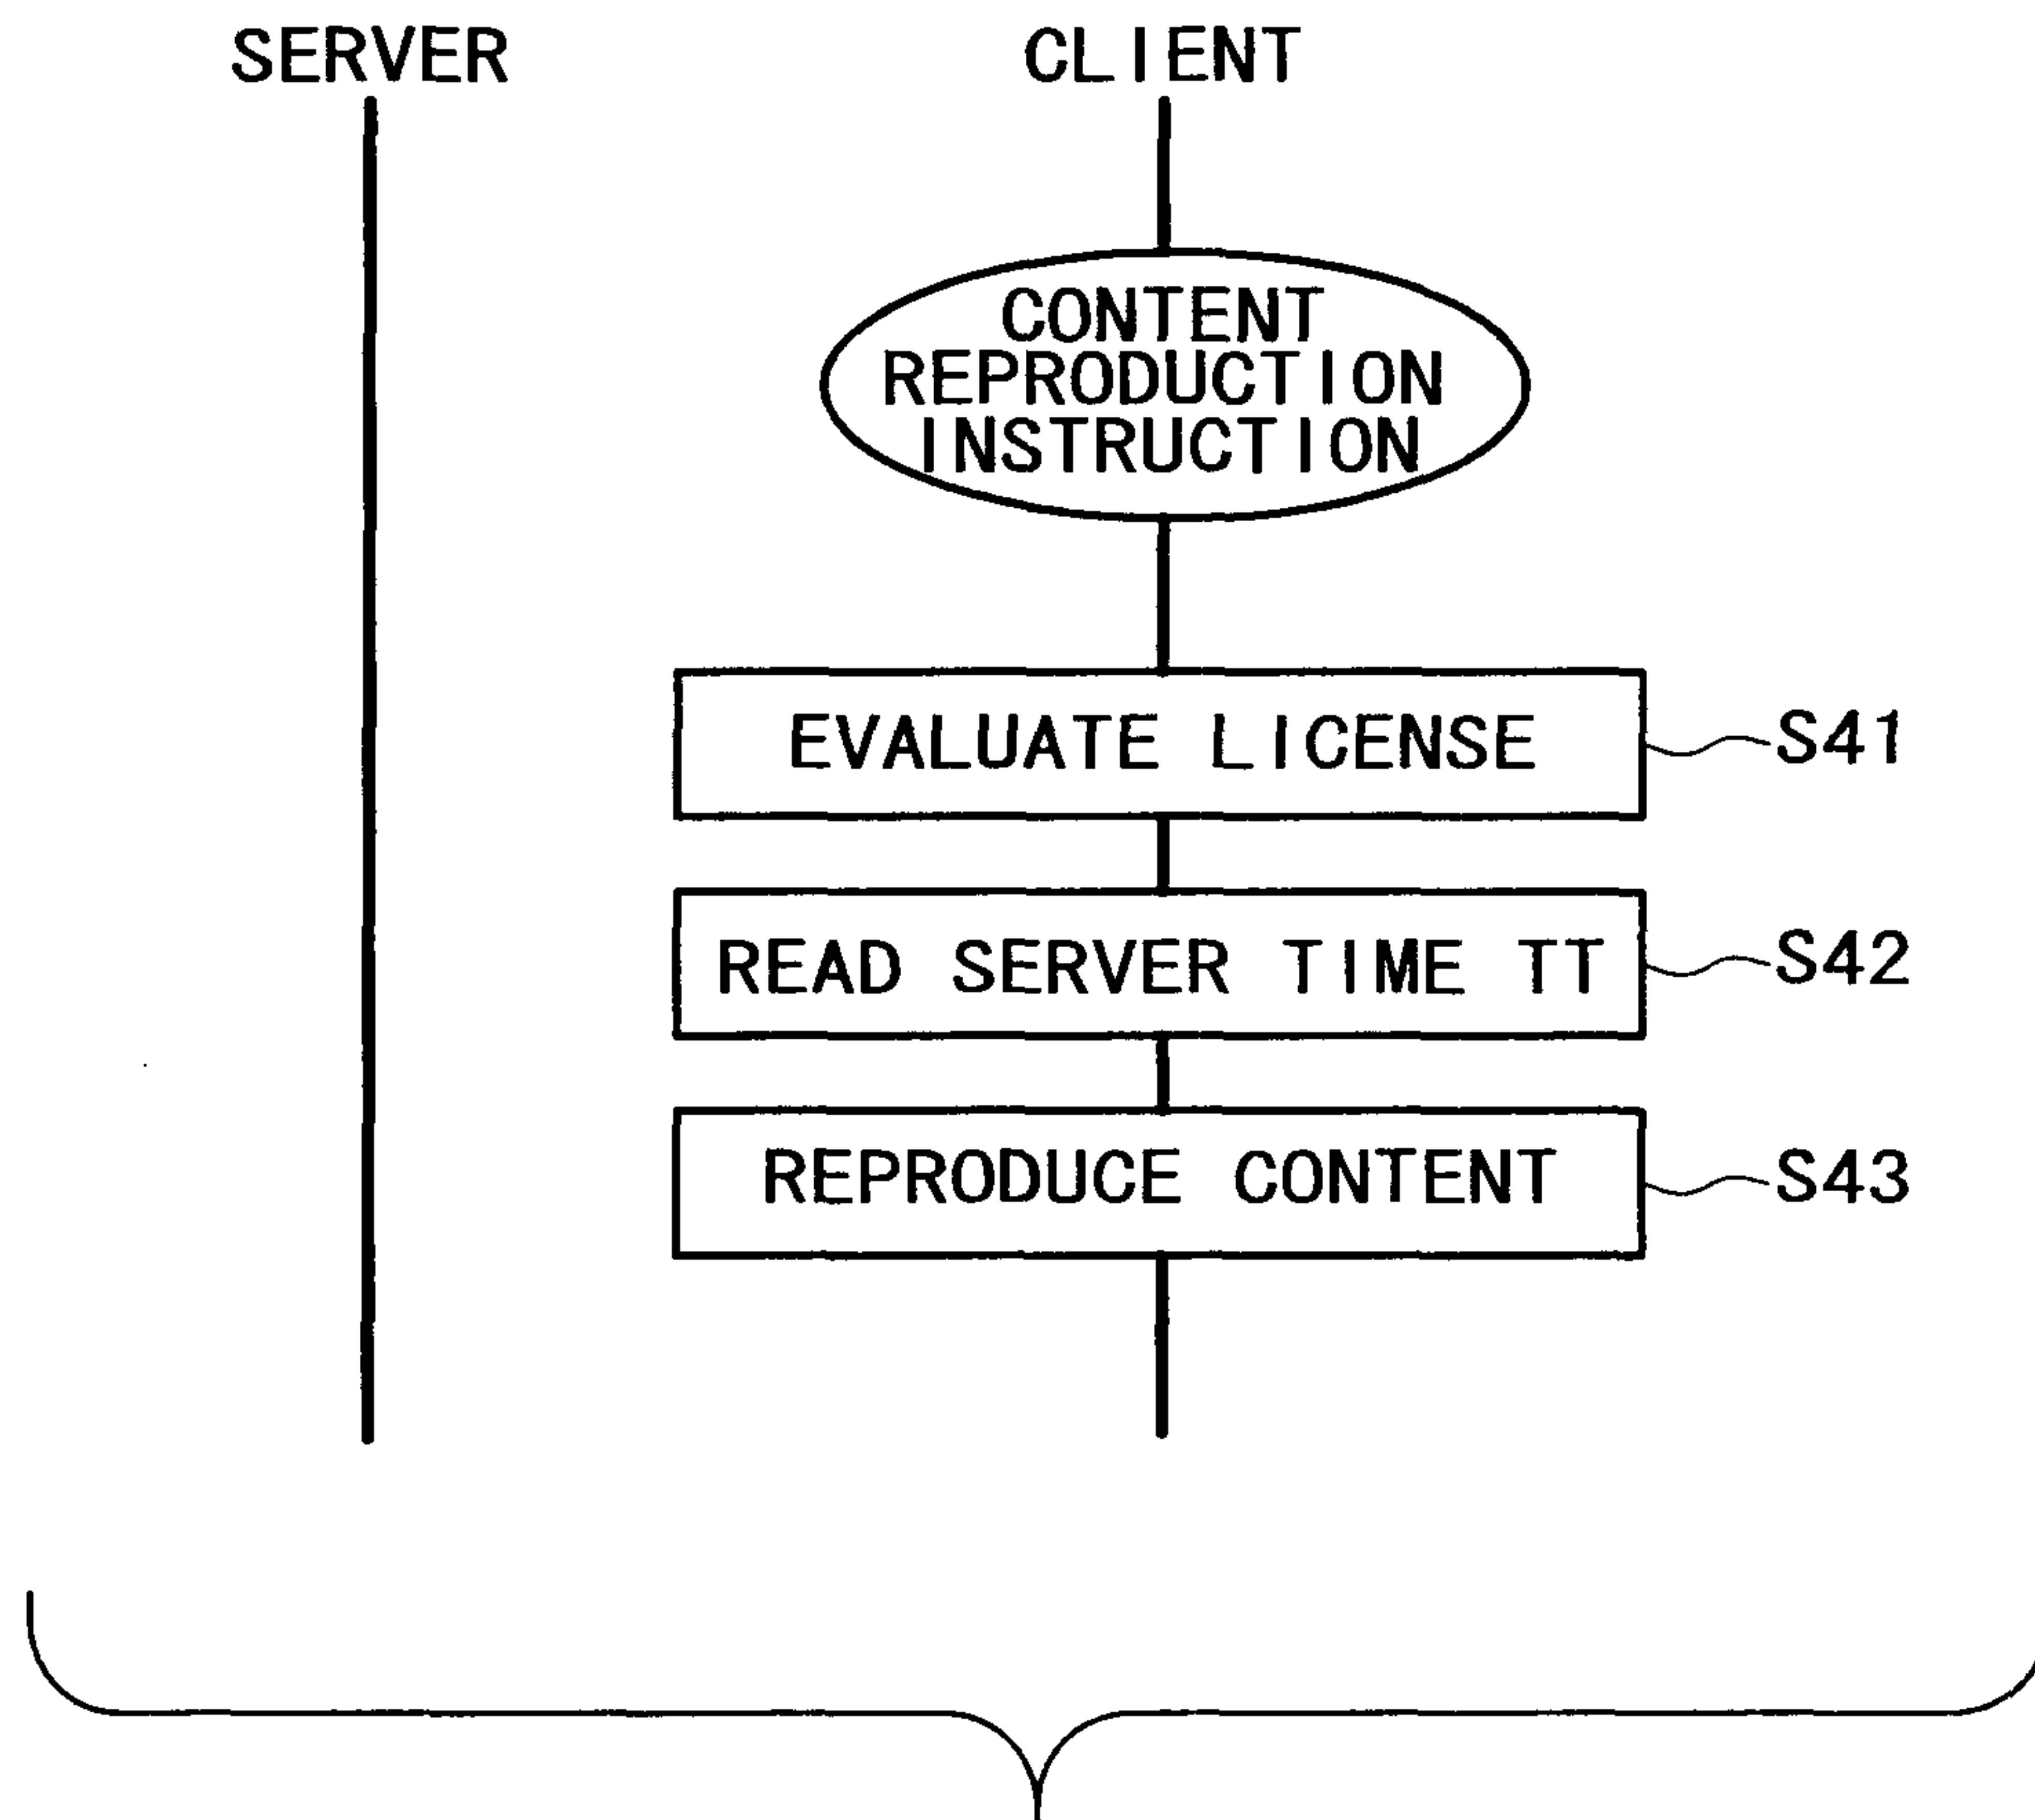 SERVER
CLIENT
CONTENT
REPRODUCTION
INSTRUCTION
EVALUATE LICENSE
S41
READ SERVER TIME TT
S42
REPRODUCE CONTENT
S43